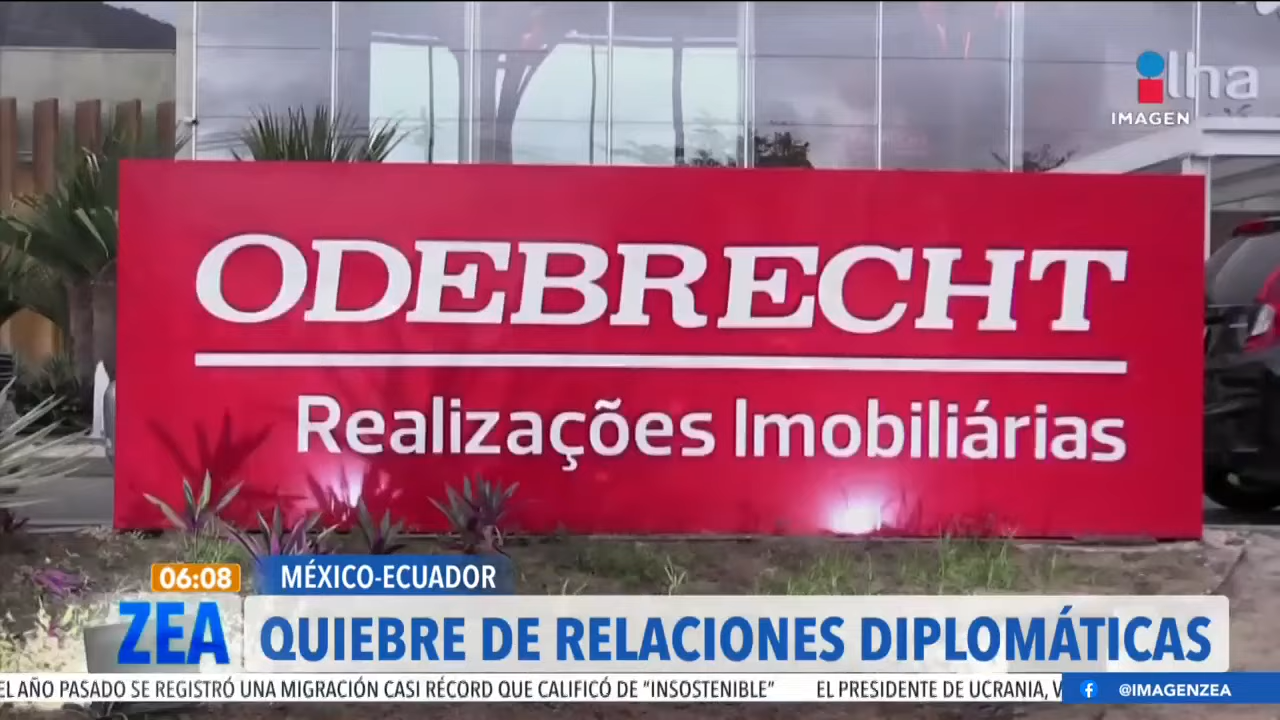 ilha
IMAGEN
ODEBRECHT
Realizações Imobiliárias
06:08
MÉXICO-ECUADOR
ZEA
QUIEBRE DE RELACIONES DIPLOMÁTICAS
EL AÑO PASADO SE REGISTRÓ UNA MIGRACIÓN CASI RÉCORD QUE CALIFICÓ DE “INSOSTENIBLE” EL PRESIDENTE DE UCRANIA,
@IMAGENZEA